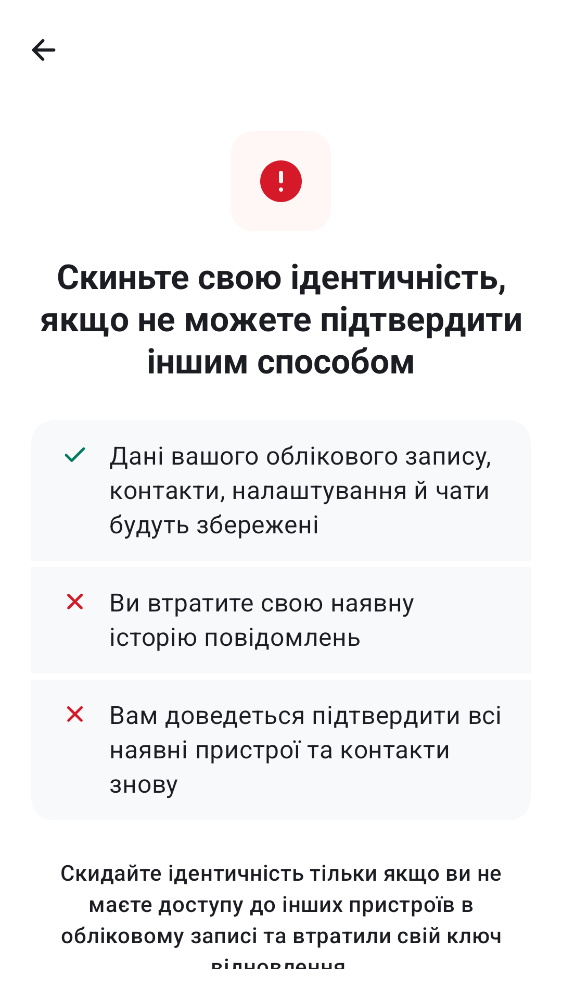 Скиньте свою ідентичність,
якщо не можете підтвердити
іншим способом
Дані вашого облікового запису,
контакти, налаштування й чати
будуть збережені
Ви втратите свою наявну
історію повідомлень
Вам доведеться підтвердити всі
наявні пристрої та контакти
знову
Скидайте ідентичність тільки якщо ви не
маєте доступу до інших пристроїв в
обліковому записі та втратили свій ключ
відновлення